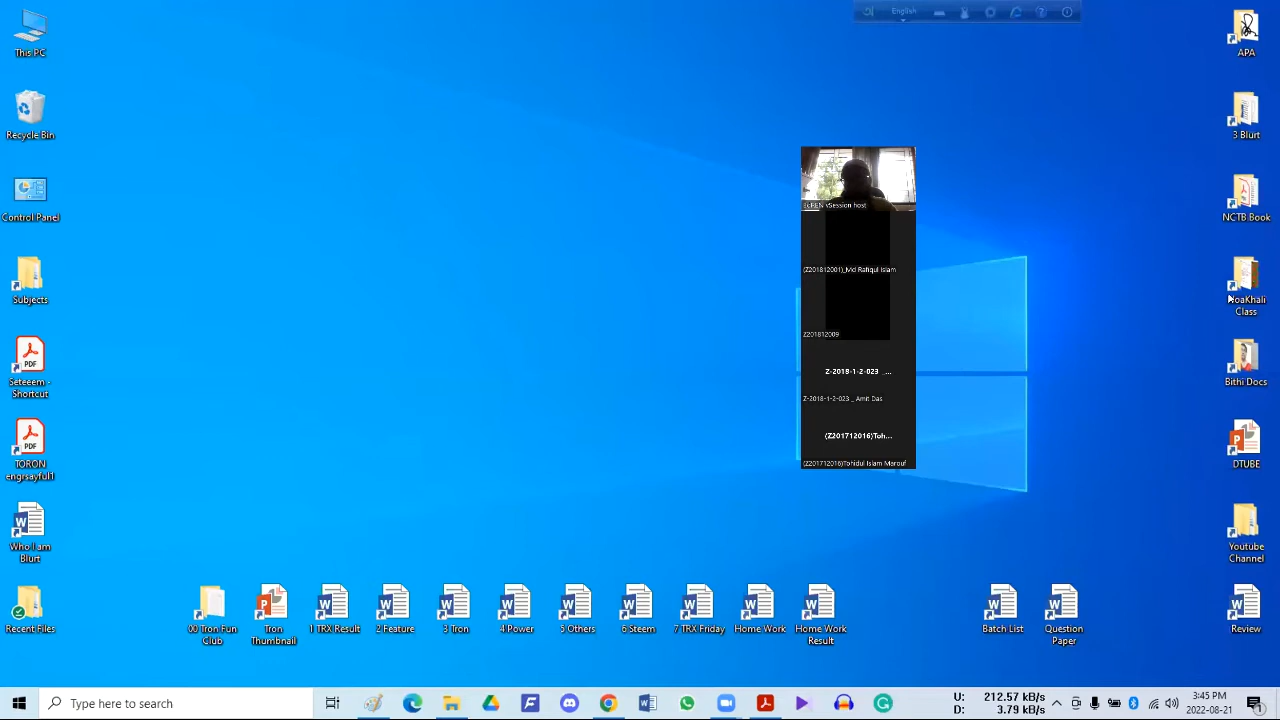 English
This PC
Recycle Bin
Control Panel
Subjects
Seteeem -
Shortcut
TORON
engrsayful1
Who I am
Blurt
Recent Files
00 Tron Fun
Club
Tron
Thumbnail
1 TRX Result
2 Feature
3 Tron
4 Power
5 Others
6 Steem
7 TRX Friday
Home Work
Home Work
Result
Batch List
Question
Paper
APA
3 Blurt
NCTB Book
NoaKhali
Class
Bithi Docs
DTUBE
Youtube
Channel
Review
BdREN vSession host
(Z201812001)_Md Rafiqul Islam
Z201812009
Z-2018-1-2-023 _...
Z-2018-1-2-023 _ Amit Das
(Z201712016)Toh...
(Z201712016)Tohidul Islam Marouf
Type here to search
U: 212.57 kB/s
D: 3.79 kB/s
3:45 PM
2022-08-21